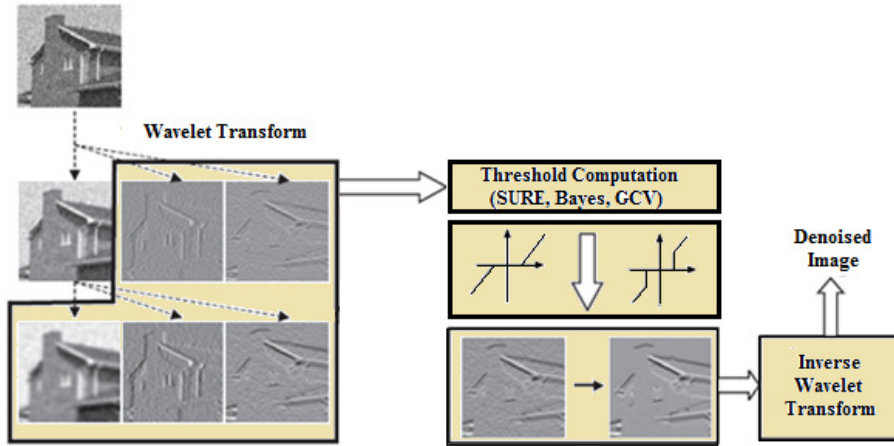 Wavelet Transform
Threshold Computation
(SURE, Bayes, GCV)
Denoised
Image
Inverse
Wavelet
Transform